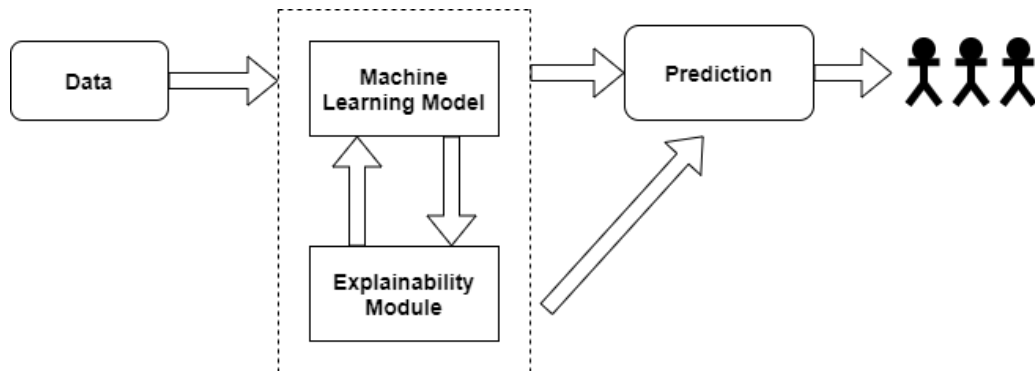 Data
Machine
Learning Model
Explainability
Module
Prediction